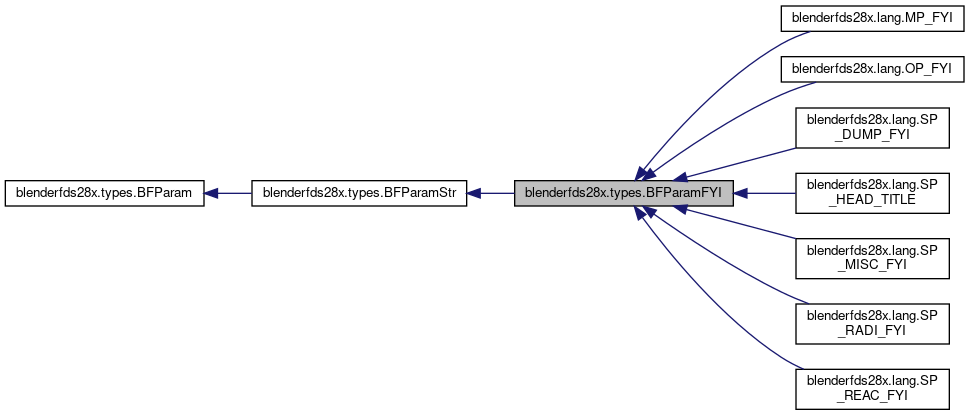 blenderfds28x.types.BFParam
blenderfds28x.types.BFParamStr
blenderfds28x.types.BFParamFYI
blenderfds28x.lang.MP_FYI
blenderfds28x.lang.OP_FYI
blenderfds28x.lang.SP
_DUMP_FYI
blenderfds28x.lang.SP
_HEAD_TITLE
blenderfds28x.lang.SP
_MISC_FYI
blenderfds28x.lang.SP
_RADI_FYI
blenderfds28x.lang.SP
_REAC_FYI